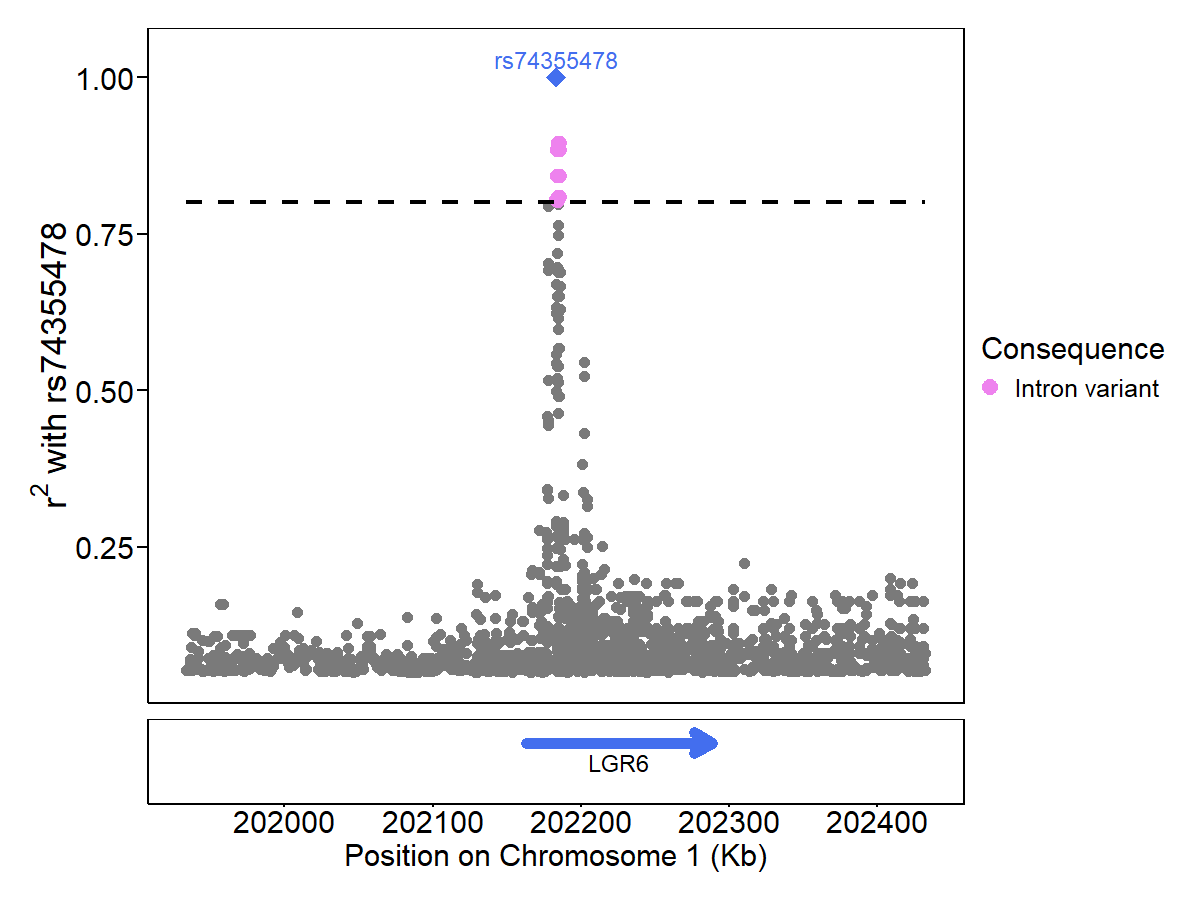 rs74355478
1.00
0.75
0.50
0.25
r2 with rs74355478
Consequence
Intron variant
LGR6
202000 202100 202200 202300 202400
Position on Chromosome 1 (Kb)